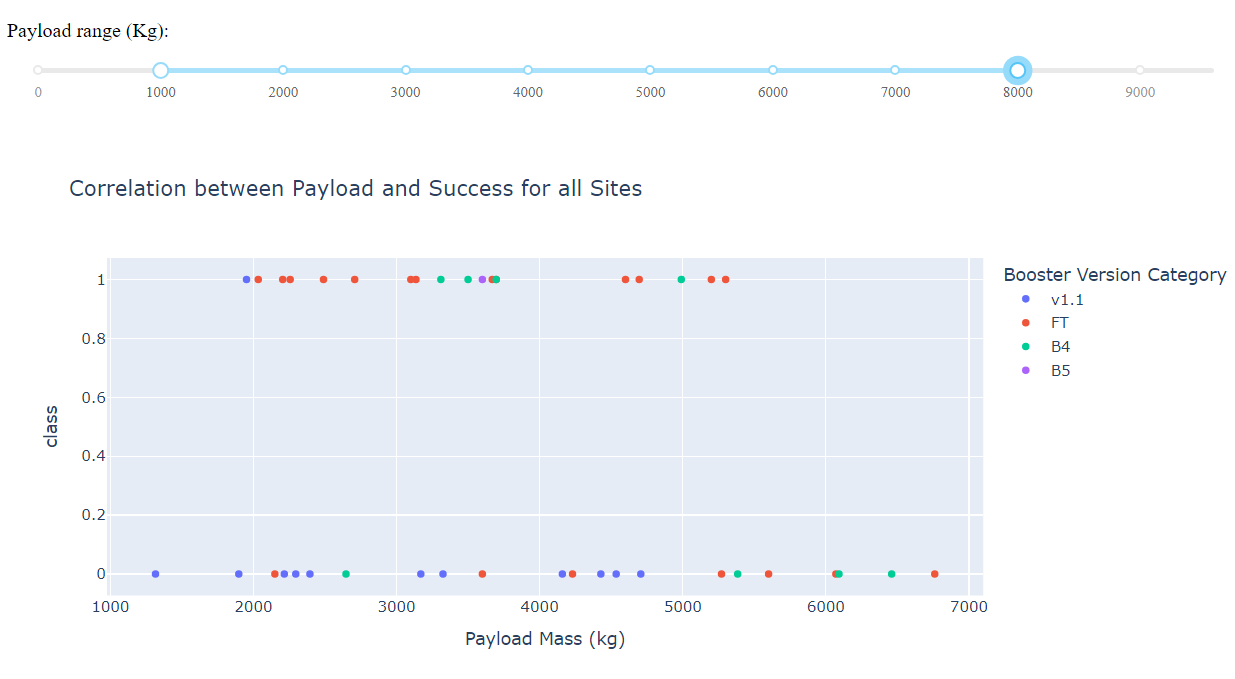 Payload range (Kg):
0 1000 2000 3000 4000 5000 6000 7000 8000 9000
Correlation between Payload and Success for all Sites
Booster Version Category
v1.1
FT
B4
B5
1
0.8
0.6
0.4
0.2
0
class
1000 2000 3000 4000 5000 6000 7000
Payload Mass (kg)